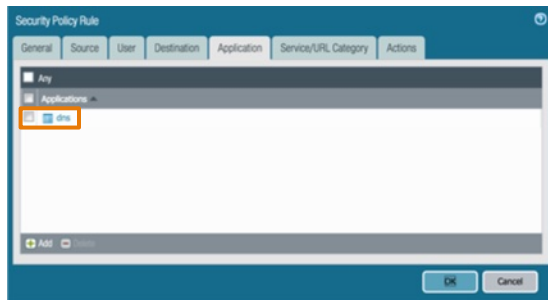 Security Policy Rule
General Source User Destination Application Service/URL Category Actions
Any
Applications
dns
Add Delete
OK Cancel